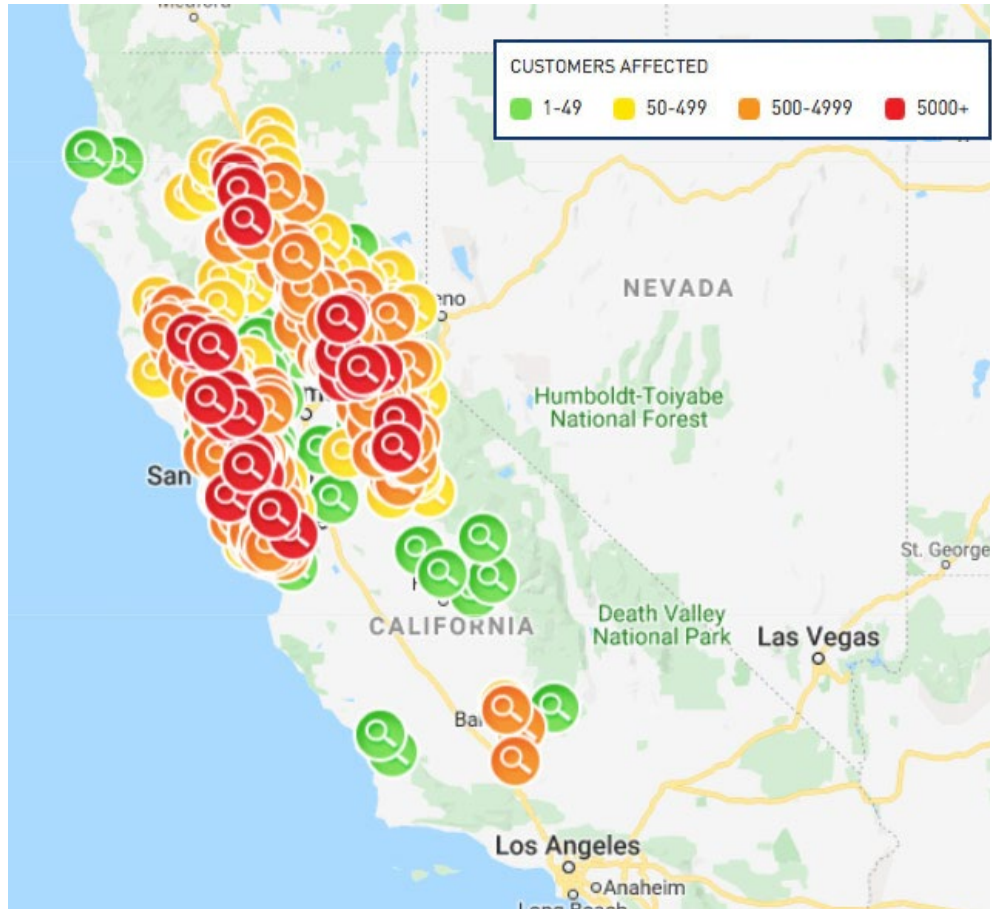 CUSTOMERS AFFECTED
1-49 50-499 500-4999 5000+
NEVADA
eno
Humboldt-Toiyabe
National Forest
San
St. George
Death Valley
National Park
CALIFORNIA
Las Vegas
Los Angeles
Anaheim